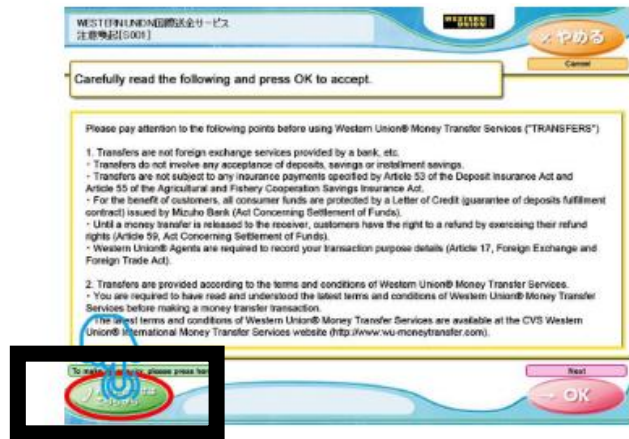 WESTERN UNION国際送金サービス
注意喚起[S001]
WESTERN
UNION
× やめる
Cancel
Carefully read the following and press OK to accept.
Please pay attention to the following points before using Western Union® Money Transfer Services ("TRANSFERS")
1. Transfers are not foreign exchange services provided by a bank, etc.
・Transfers do not involve any acceptance of deposits, savings or installment savings.
・Transfers are not subject to any insurance payments specified by Article 53 of the Deposit Insurance Act and
Article 55 of the Agricultural and Fishery Cooperation Savings Insurance Act.
・For the benefit of customers, all consumer funds are protected by a Letter of Credit (guarantee of deposits fulfillment
contract) issued by Mizuho Bank (Act Concerning Settlement of Funds).
・Until a money transfer is released to the receiver, customers have the right to a refund by exercising their refund
rights (Article 59, Act Concerning Settlement of Funds).
・Western Union® Agents are required to record your transaction purpose details (Article 17, Foreign Exchange and
Foreign Trade Act).
2. Transfers are provided according to the terms and conditions of Western Union® Money Transfer Services.
・You are required to have read and understood the latest terms and conditions of Western Union® Money Transfer
Services before making a money transfer transaction.
・The latest terms and conditions of Western Union® Money Transfer Services are available at the CVS Western
Union® International Money Transfer Services website (http://www.wu-moneytransfer.com).
To make please press here
こちらから
Next
→ OK